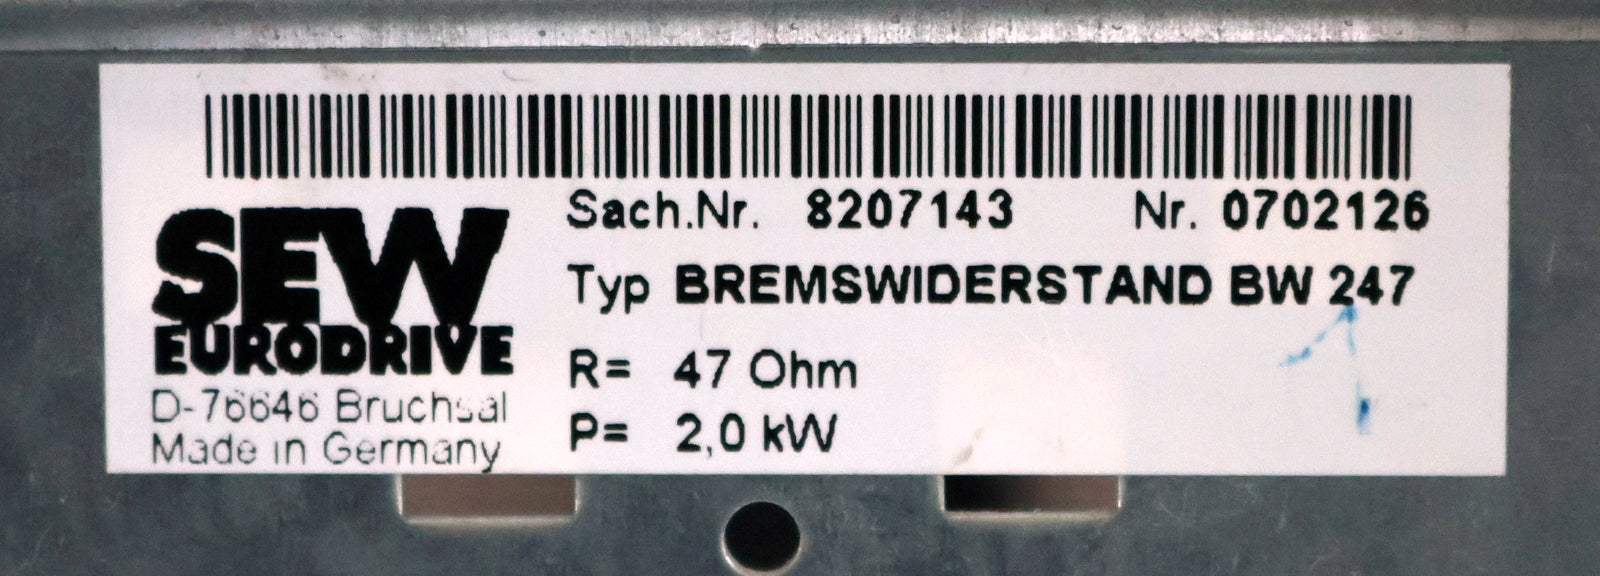 Sach.Nr. 8207143 Nr. 0702126
Typ BREMSWIDERSTAND BW 247
R= 47 Ohm
P= 2,0 kW
SEW
EURODRIVE
D-76646 Bruchsal
Made in Germany
1